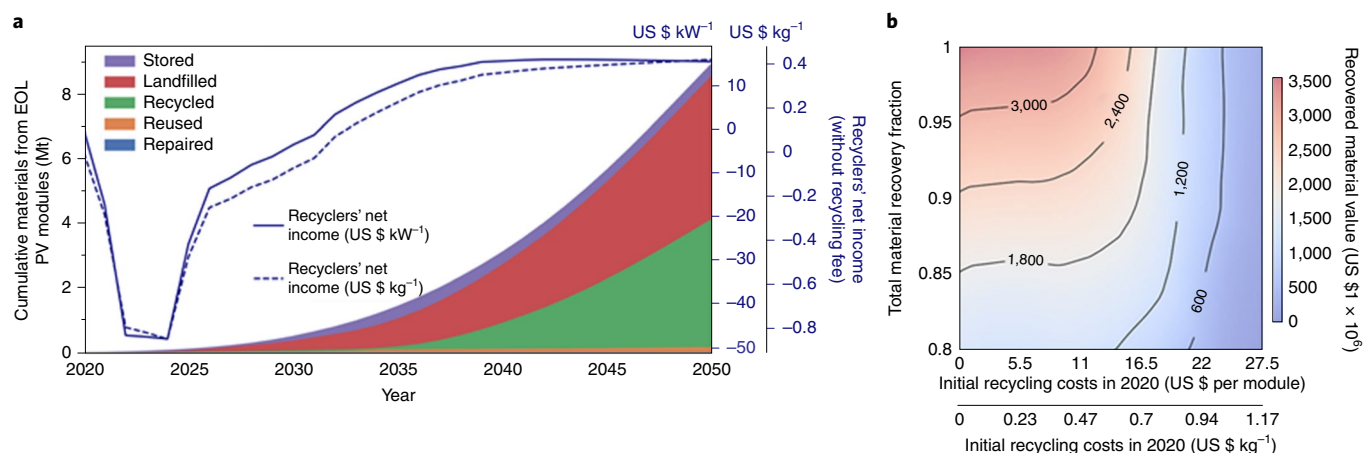 a
US $ kW⁻¹ US $ kg⁻¹
Stored
Landfilled
Recycled
Reused
Repaired
Cumulative materials from EOL
PV modules (Mt)
8
6
4
2
0
2020 2025 2030 2035 2040 2045 2050
Year
Recyclers' net
income (US $ kW⁻¹)
Recyclers' net
income (US $ kg⁻¹)
10
0
−10
−20
−30
−40
−50
0.4
0.2
0
−0.2
−0.4
−0.6
−0.8
Recyclers' net income
(without recycling fee)
b
Total material recovery fraction
1
0.95
0.9
0.85
0.8
3,000
2,400
1,800
1,200
600
0 5.5 11 16.5 22 27.5
Initial recycling costs in 2020 (US $ per module)
0 0.23 0.47 0.7 0.94 1.17
Initial recycling costs in 2020 (US $ kg⁻¹)
3,500
3,000
2,500
2,000
1,500
1,000
500
0
Recovered material value (US $1 × 10⁶)